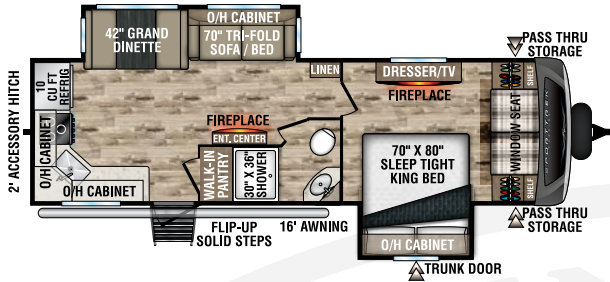 O/H CABINET
42" GRAND
DINETTE
70" TRI-FOLD
SOFA / BED
PASS THRU
STORAGE
LINEN
DRESSER/TV
FIREPLACE
SHELF
10
CU FT
REFRIG
2' ACCESSORY HITCH
O/H CABINET
O/H CABINET
FIREPLACE
ENT. CENTER
WALK-IN
PANTRY
30" X 36"
SHOWER
70" X 80"
SLEEP TIGHT
KING BED
WINDOW SEAT
SPORTTREK
SHELF
FLIP-UP
SOLID STEPS
16' AWNING
O/H CABINET
PASS THRU
STORAGE
TRUNK DOOR